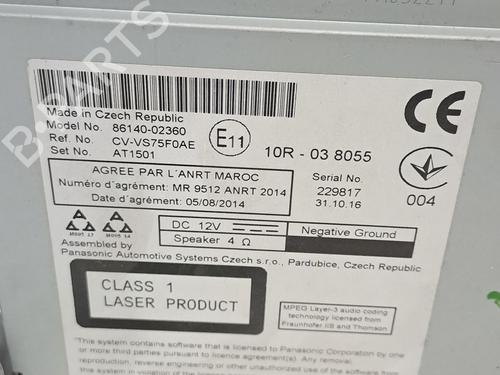 Made in Czech Republic
Model No. 86140-02360
Ref. No. CV-VS75F0AE
Set No. AT1501
E11
10R - 03 8055
CE
AGREE PAR L'ANRT MAROC
Numéro d'agrément: MR 9512 ANRT 2014
Date d'agrément: 05/08/2014
Serial No.
229817
31.10.16
004
DC 12V
Speaker 4 Ω
Negative Ground
Assembled by
Panasonic Automotive Systems Czech s.r.o., Pardubice, Czech Republic
CLASS 1
LASER PRODUCT
MPEG Layer-3 audio coding
technology licensed from
Fraunhofer IIS and Thomson
"This system contains software that is licensed to Panasonic Corporation by one
or more third parties pursuant to licence agreement(s). Any removal,
reproduction, reverse engineering or other unauthorized use of
B-PARTS